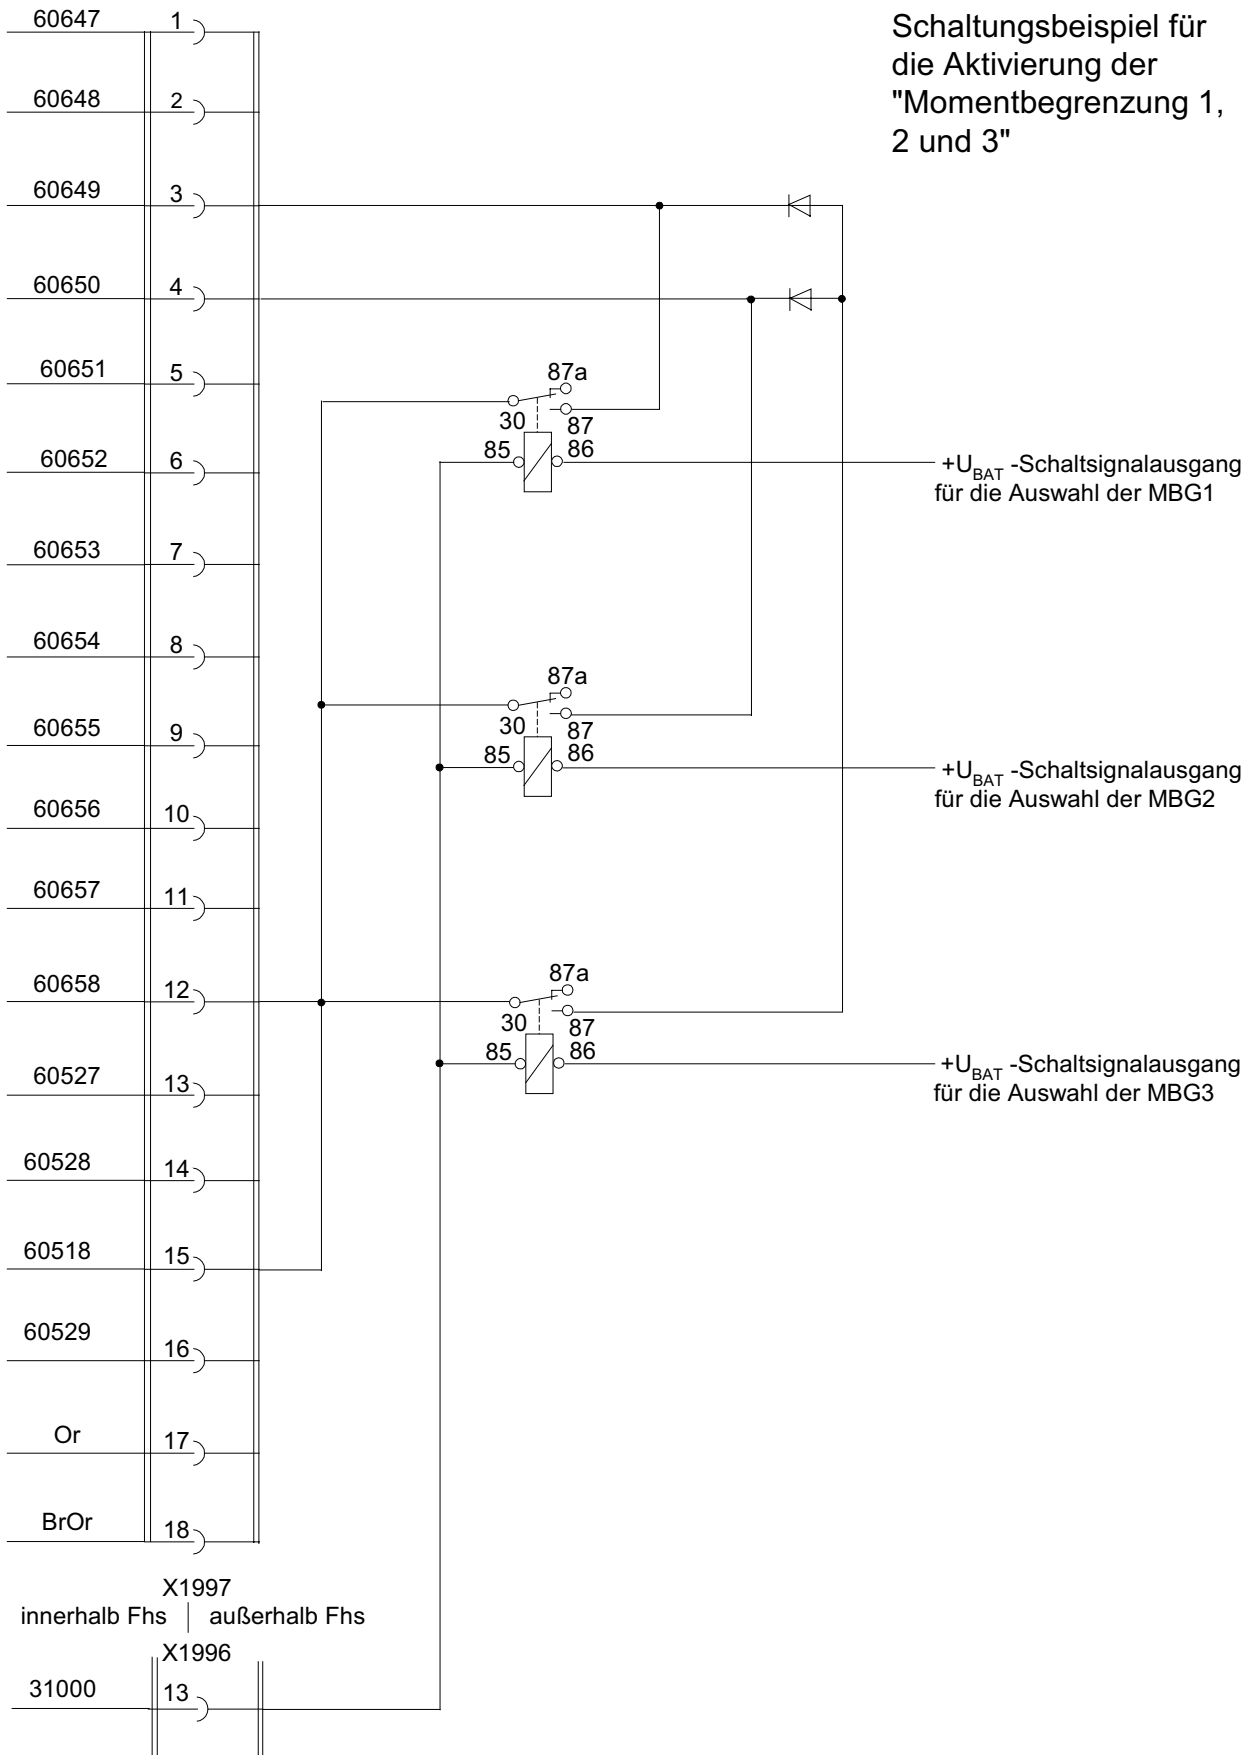 Schaltungsbeispiel für
die Aktivierung der
"Momentbegrenzung 1,
2 und 3"
60647 1
60648 2
60649 3
60650 4
60651 5
60652 6
60653 7
60654 8
60655 9
60656 10
60657 11
60658 12
60527 13
60528 14
60518 15
60529 16
Or 17
BrOr 18
87a
30 87
85 86
+UBAT -Schaltsignalausgang
für die Auswahl der MBG1
87a
30 87
85 86
+UBAT -Schaltsignalausgang
für die Auswahl der MBG2
87a
30 87
85 86
+UBAT -Schaltsignalausgang
für die Auswahl der MBG3
X1997
innerhalb Fhs außerhalb Fhs
X1996
31000 13